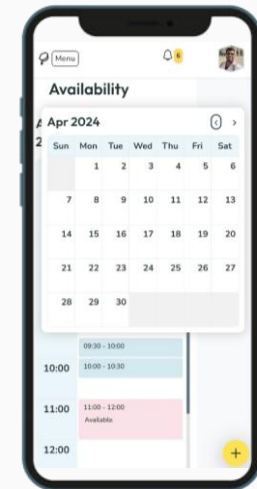 Menu
6
Availability
A Apr 2024
2
Sun Mon Tue Wed Thu Fri Sat
1 2 3 4 5 6
7 8 9 10 11 12 13
14 15 16 17 18 19 20
21 22 23 24 25 26 27
28 29 30
09:30 - 10:00
10:00 10:00 - 10:30
11:00 11:00 - 12:00
Available
12:00